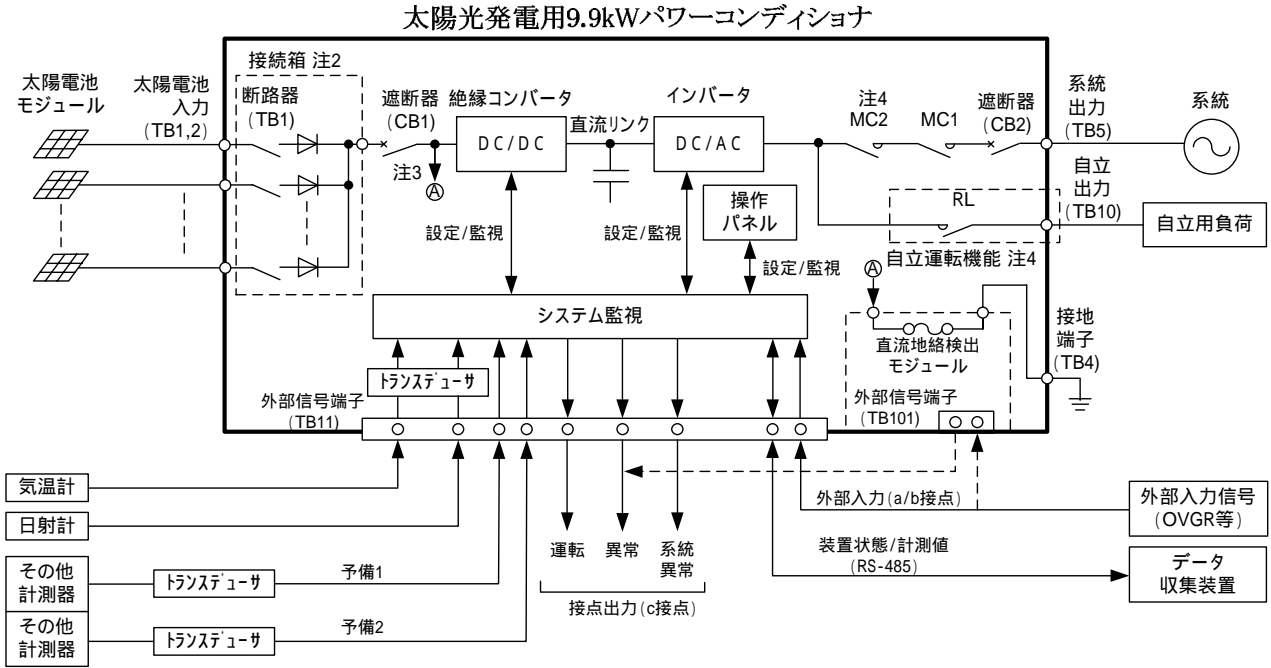 太陽光発電用9.9kWパワーコンディショナ
接続箱 注2
太陽電池
モジュール
太陽電池
入力
(TB1,2)
断路器
(TB1)
遮断器
(CB1)
注3
Ⓐ
絶縁コンバータ
DC/DC
直流リンク
インバータ
DC/AC
注4
MC2
MC1
遮断器
(CB2)
系統
出力
(TB5)
系統
自立
出力
(TB10)
RL
自立用負荷
自立運転機能 注4
設定/監視
設定/監視
操作
パネル
設定/監視
Ⓐ
システム監視
直流地絡検出
モジュール
接地
端子
(TB4)
トランスデューサ
外部信号端子
(TB11)
外部信号端子
(TB101)
気温計
日射計
その他
計測器
トランスデューサ
予備1
その他
計測器
トランスデューサ
予備2
運転
異常
系統
異常
接点出力(c接点)
外部入力(a/b接点)
外部入力信号
(OVGR等)
装置状態/計測値
(RS-485)
データ
収集装置